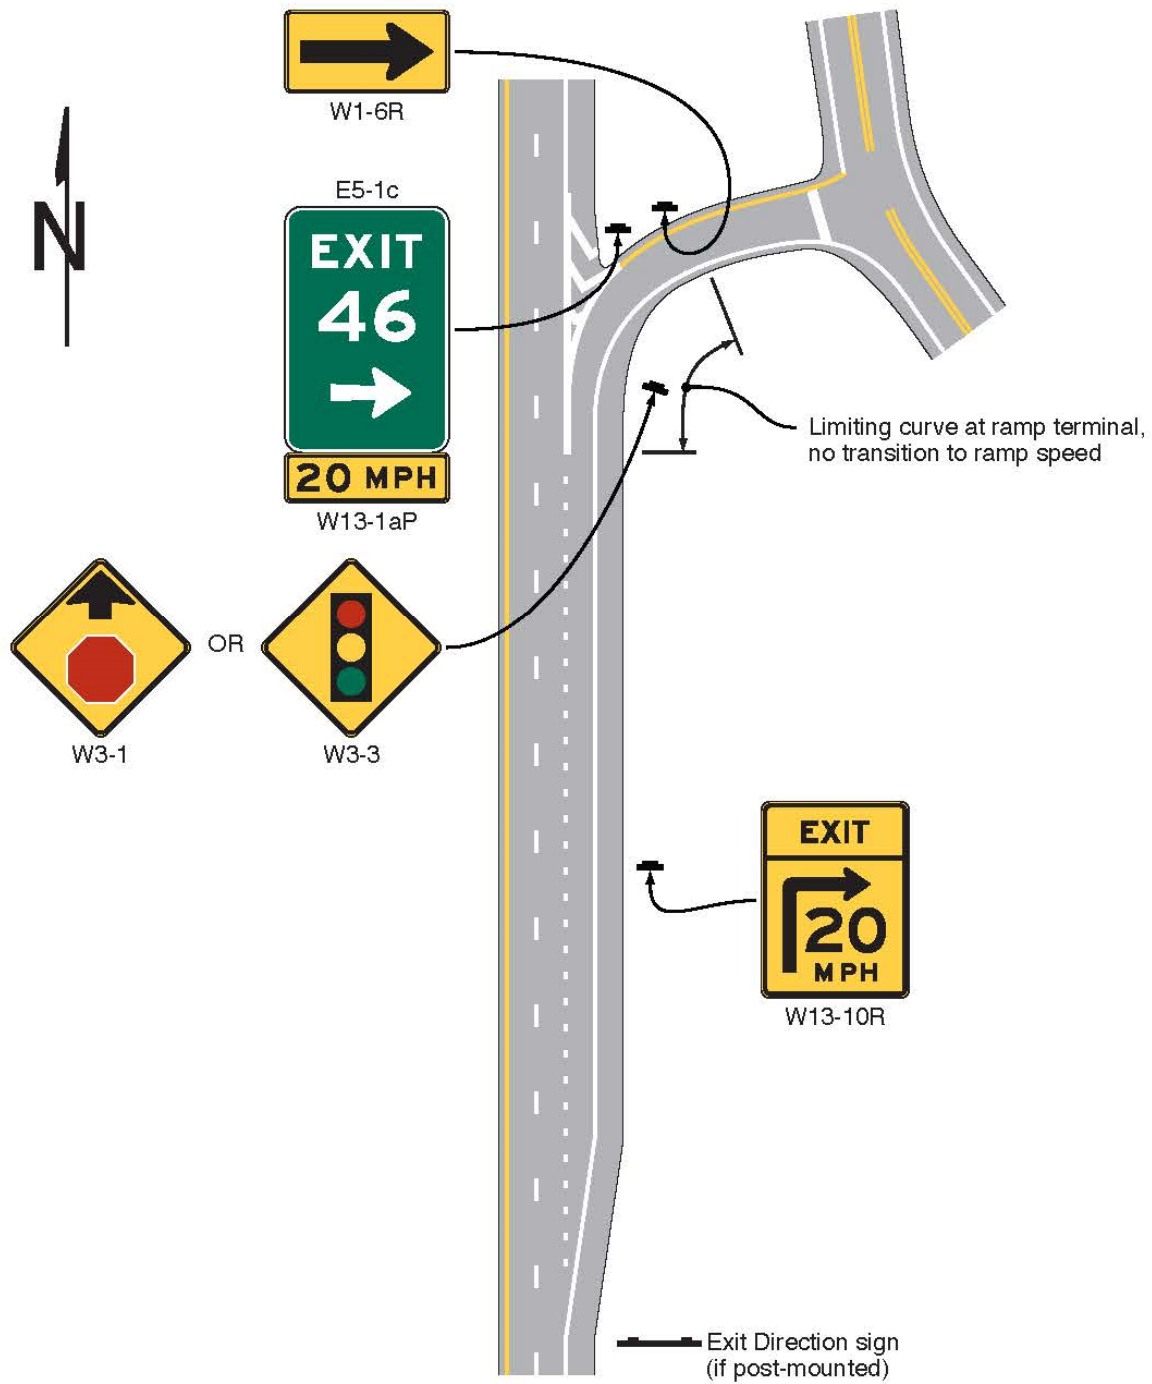 W1-6R
N
E5-1c
EXIT
46
20 MPH
W13-1aP
Limiting curve at ramp terminal,
no transition to ramp speed
OR
W3-1
W3-3
EXIT
20
MPH
W13-10R
Exit Direction sign
(if post-mounted)